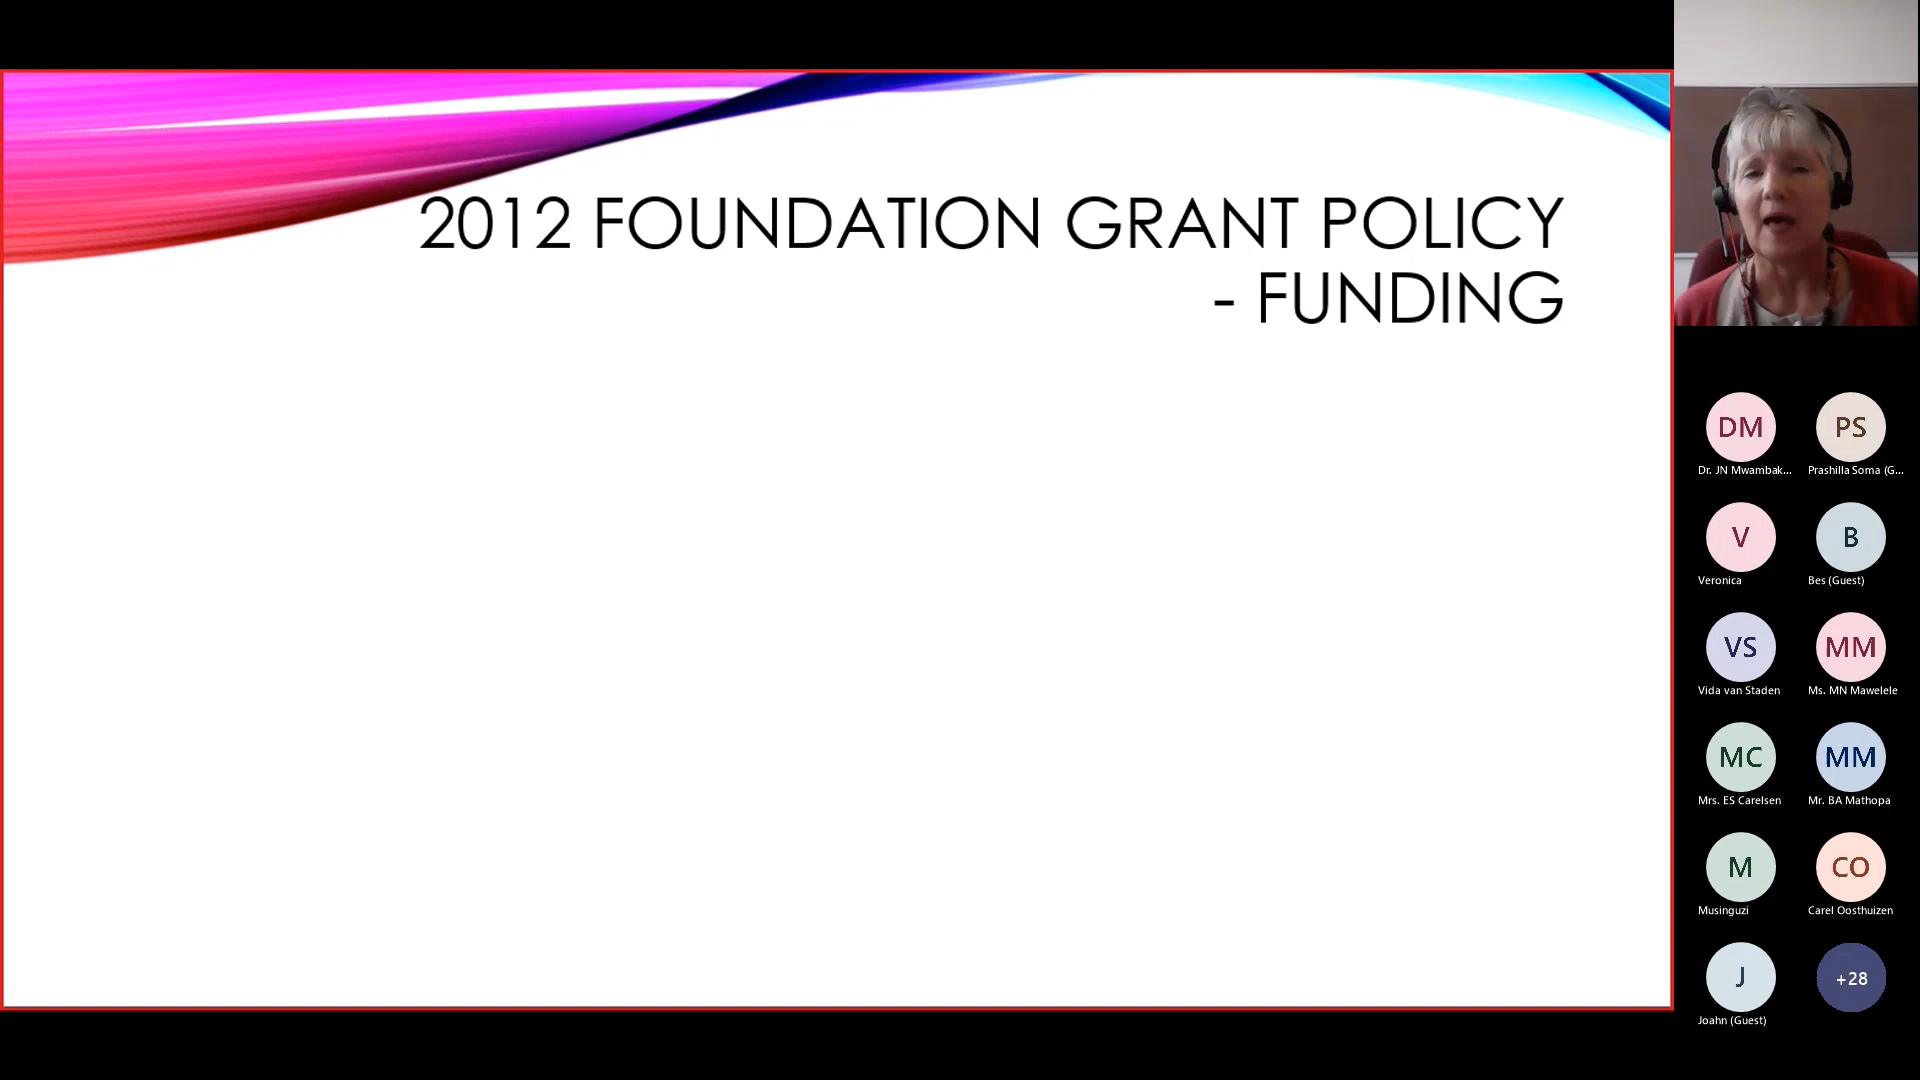 2012 FOUNDATION GRANT POLICY
- FUNDING
DM
PS
Dr. JN Mwambak...
Prashilla Soma (G...
V
B
Veronica
Bes (Guest)
VS
MM
Vida van Staden
Ms. MN Mawelele
MC
MM
Mrs. ES Carelsen
Mr. BA Mathopa
M
CO
Musinguzi
Carel Oosthuizen
J
+28
Joahn (Guest)